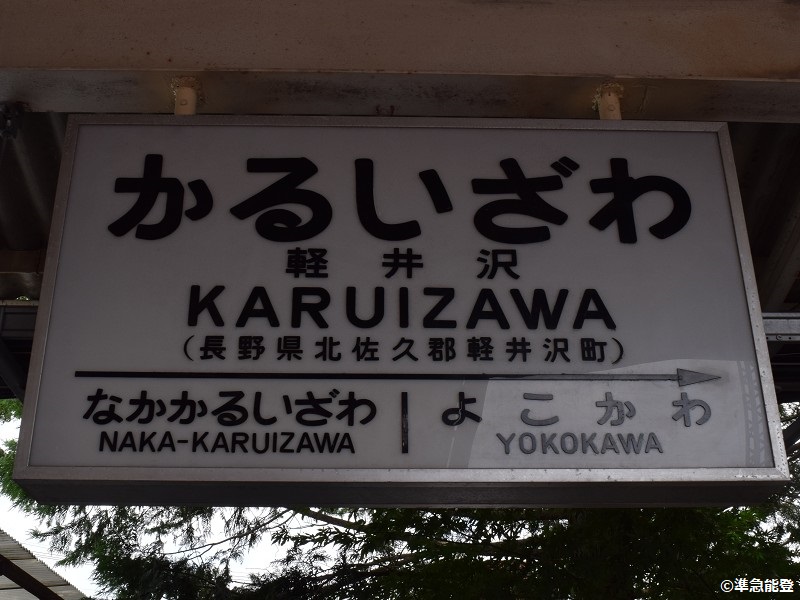 かるいざわ
軽井沢
KARUIZAWA
(長野県北佐久郡軽井沢町)
なかかるいざわ よこかわ
NAKA-KARUIZAWA YOKOKAWA
©準急能登